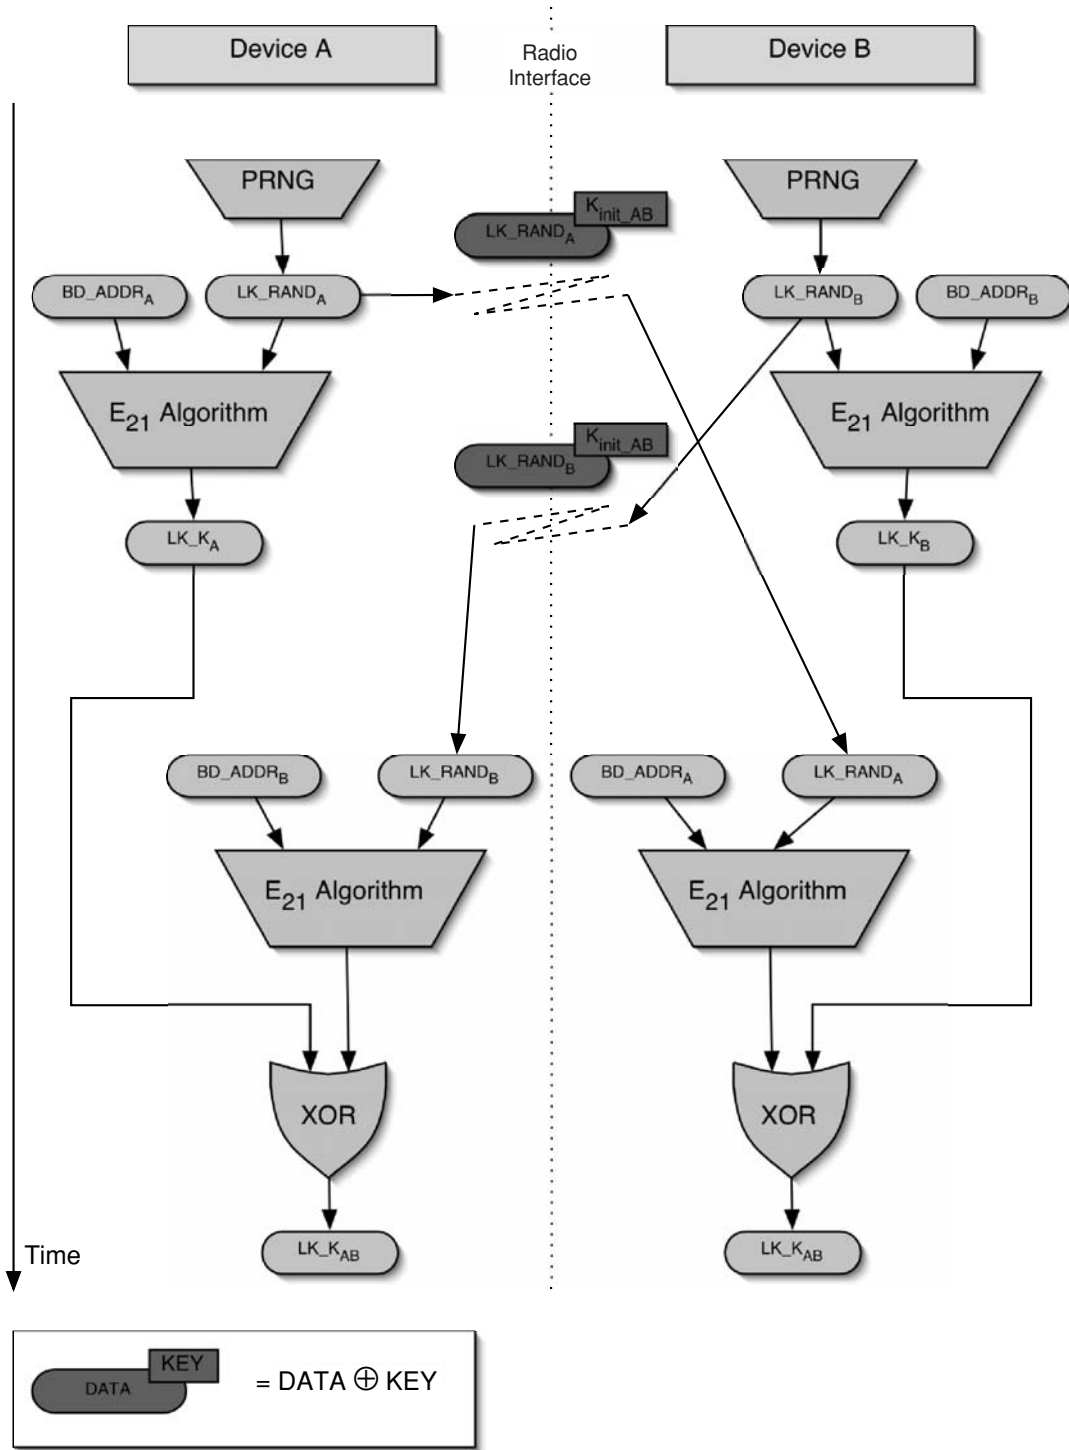 Device A
Radio
Interface
Device B
PRNG
PRNG
K_init_AB
LK_RAND_A
BD_ADDR_A
LK_RAND_A
LK_RAND_B
BD_ADDR_B
E_21 Algorithm
E_21 Algorithm
K_init_AB
LK_RAND_B
LK_K_A
LK_K_B
BD_ADDR_B
LK_RAND_B
BD_ADDR_A
LK_RAND_A
E_21 Algorithm
E_21 Algorithm
XOR
XOR
LK_K_AB
LK_K_AB
Time
KEY
DATA
= DATA ⊕ KEY